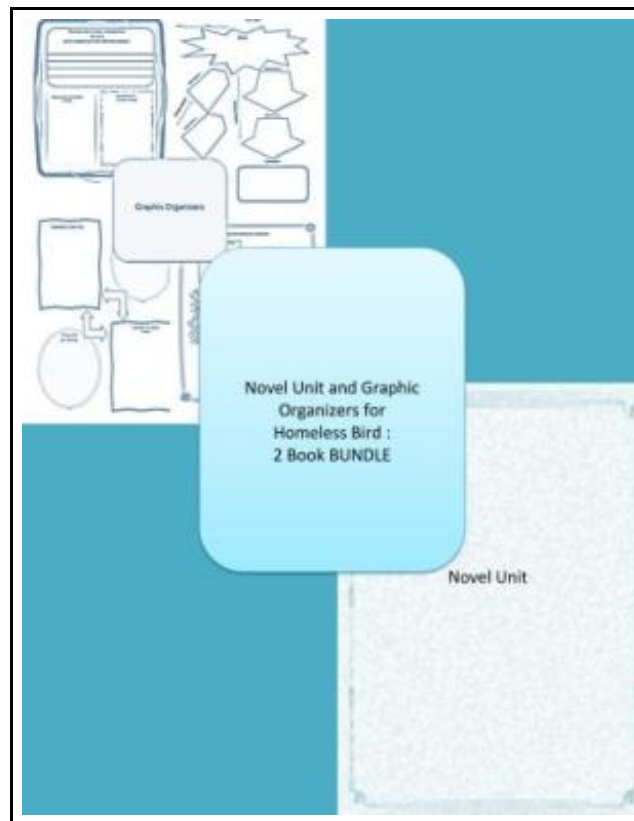 Graphic Organizers
Novel Unit and Graphic
Organizers for
Homeless Bird :
2 Book BUNDLE
Novel Unit